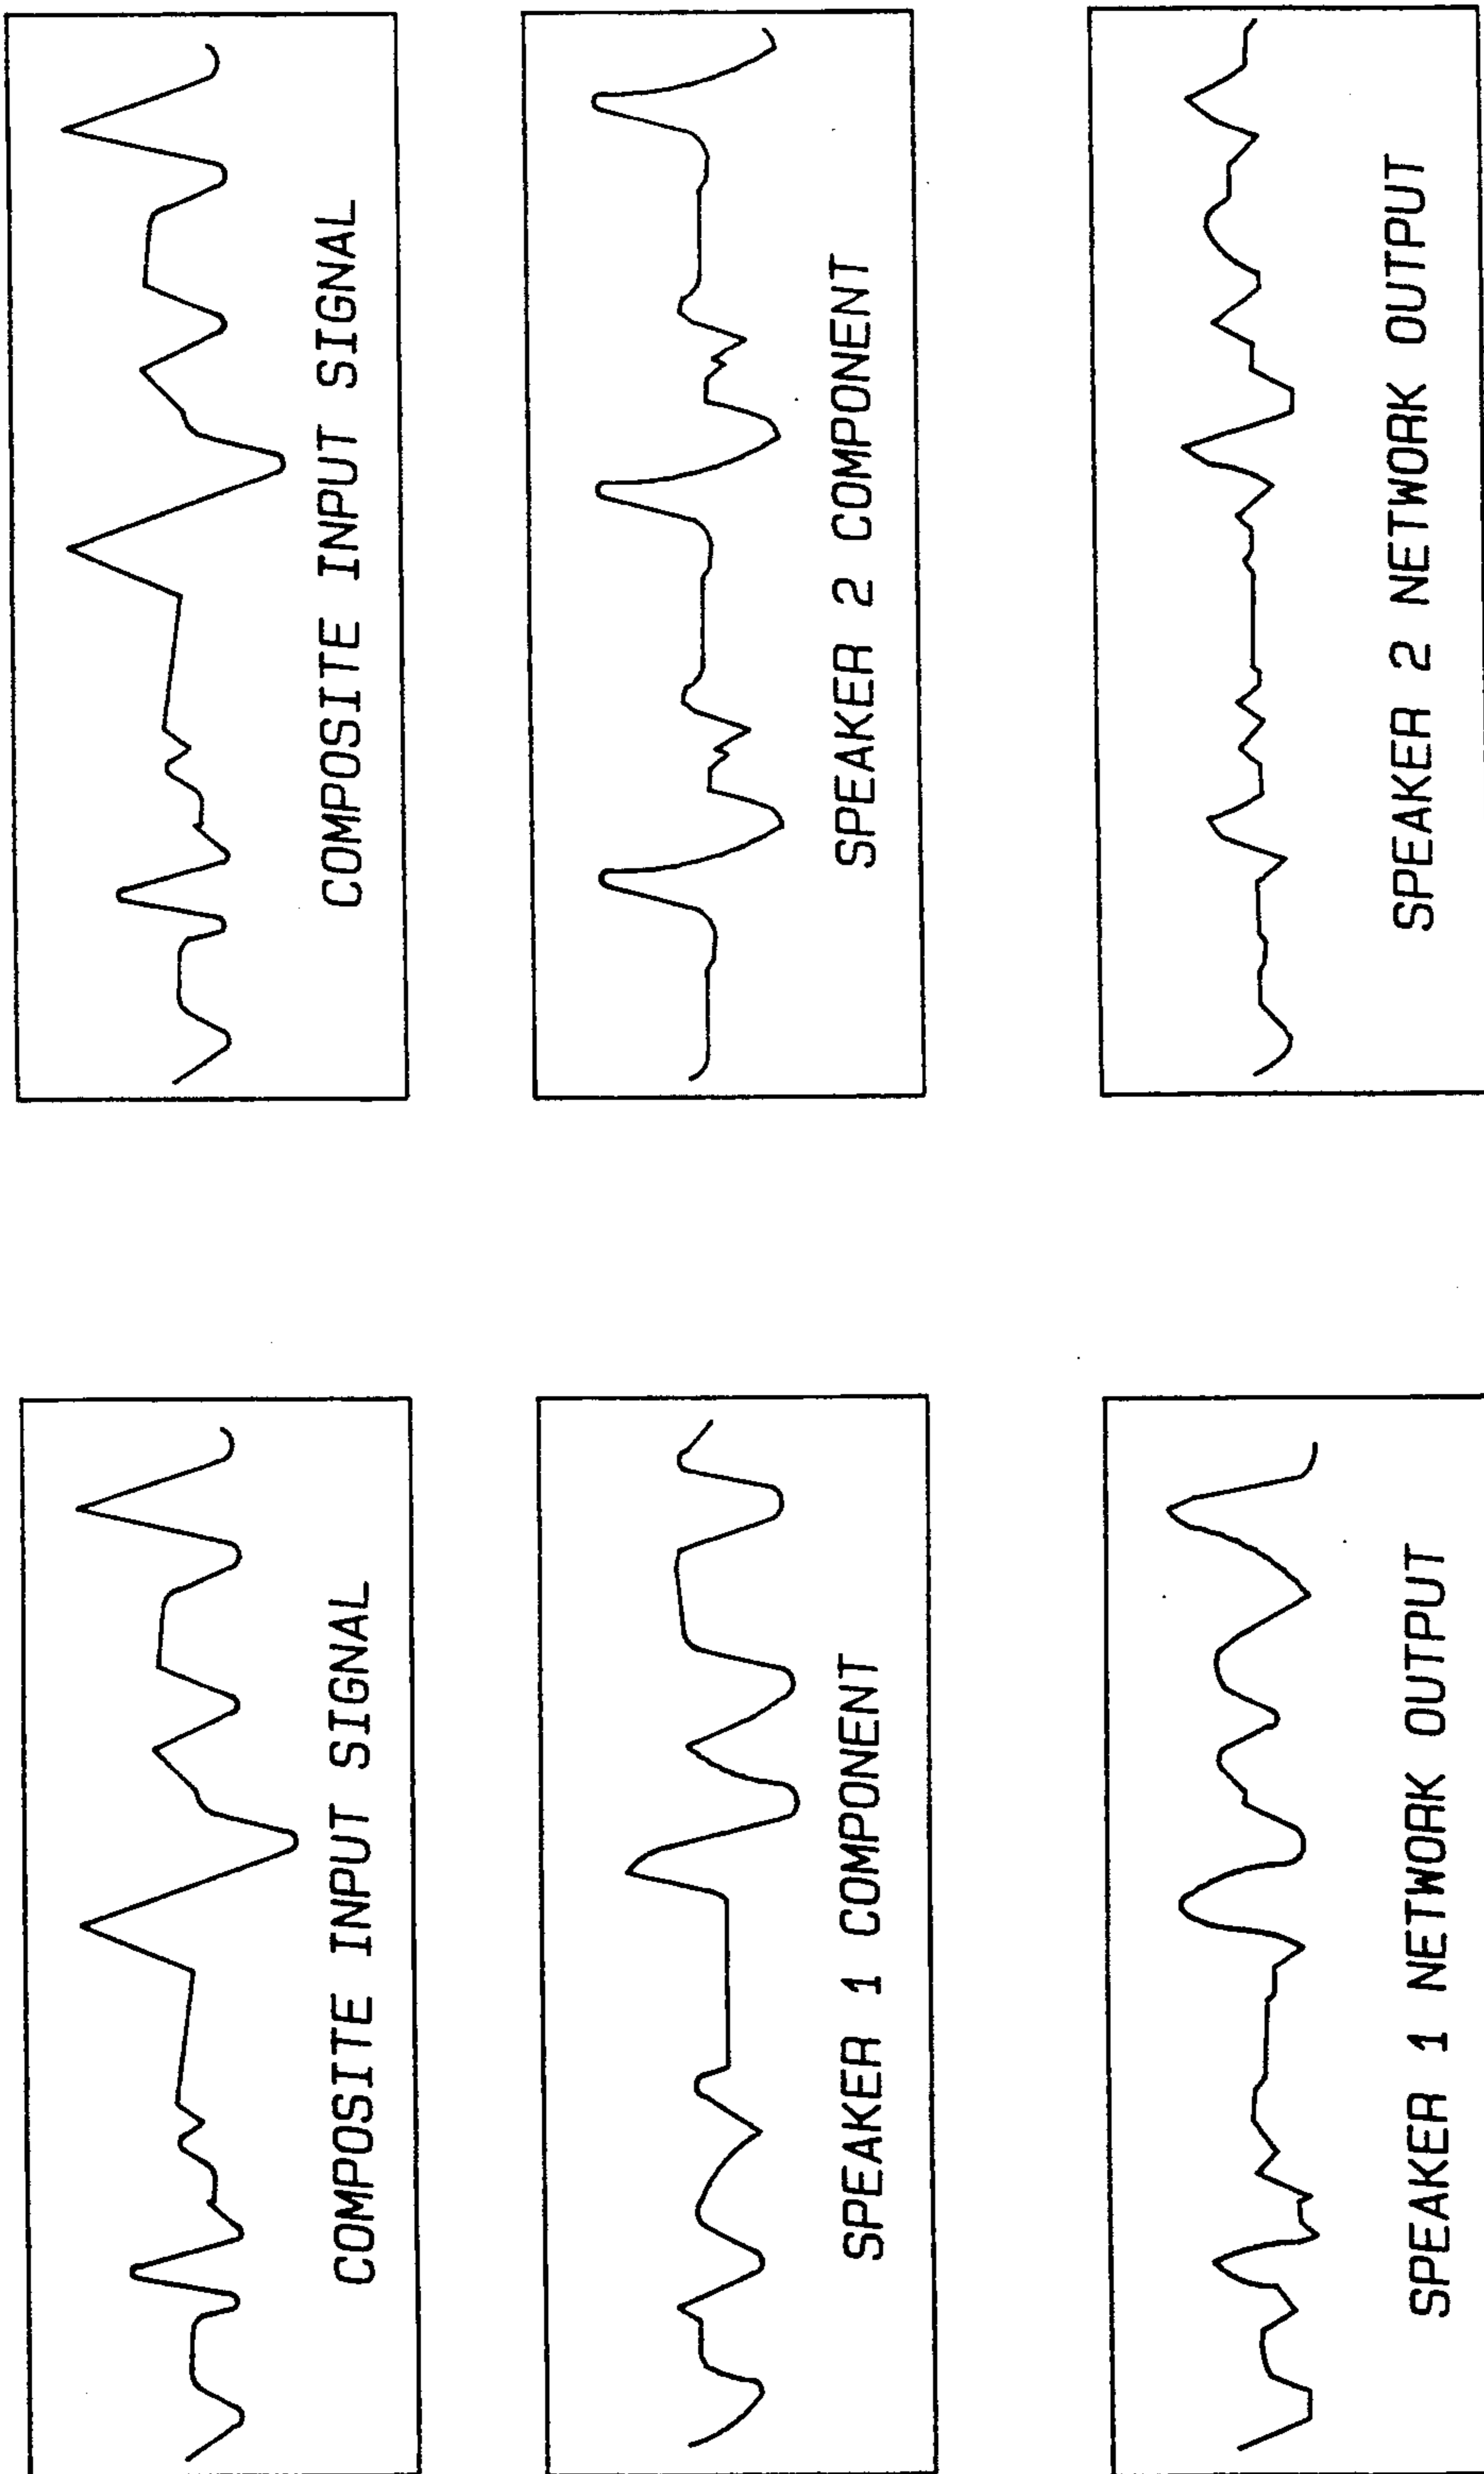 COMPOSITE INPUT SIGNAL
SPEAKER 1 COMPONENT
SPEAKER 1 NETWORK OUTPUT
COMPOSITE INPUT SIGNAL
SPEAKER 2 COMPONENT
SPEAKER 2 NETWORK OUTPUT